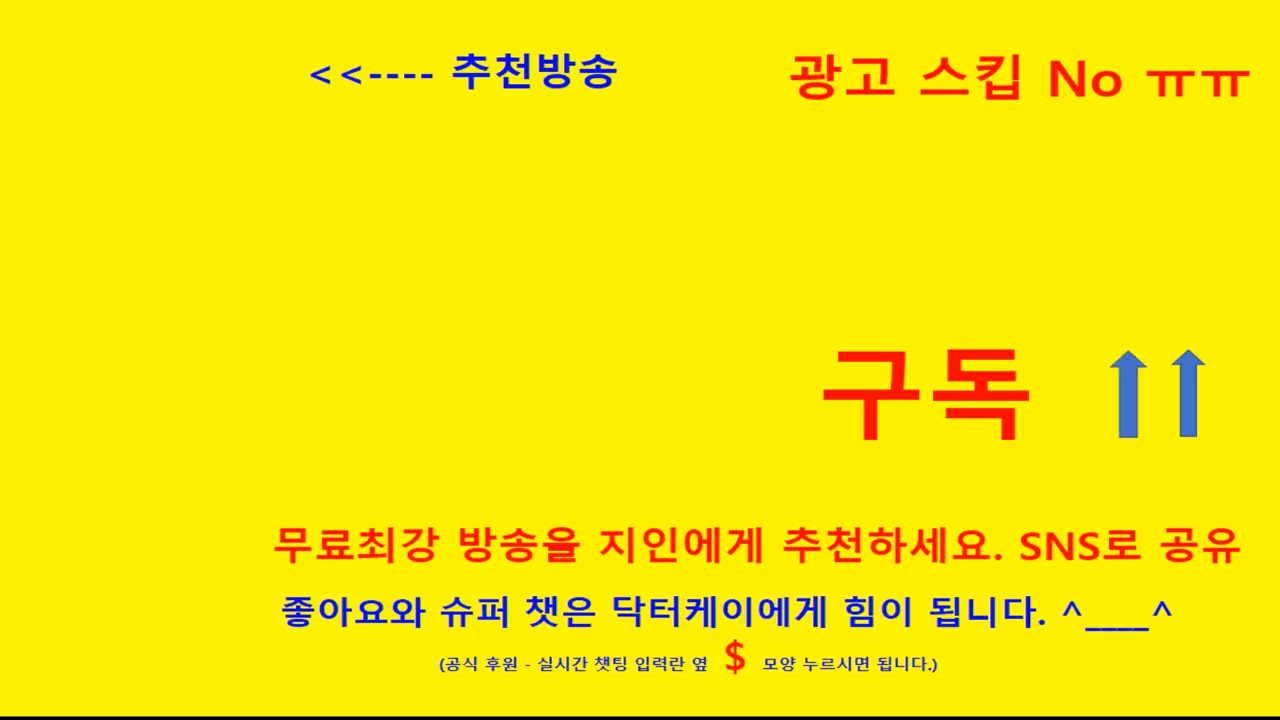 <<---- 추천방송
광고 스킵 No ㅠㅠ
구독
무료최강 방송을 지인에게 추천하세요. SNS로 공유
좋아요와 슈퍼 챗은 닥터케이에게 힘이 됩니다. ^____^
(공식 후원 - 실시간 챗팅 입력란 옆 $ 모양 누르시면 됩니다.)